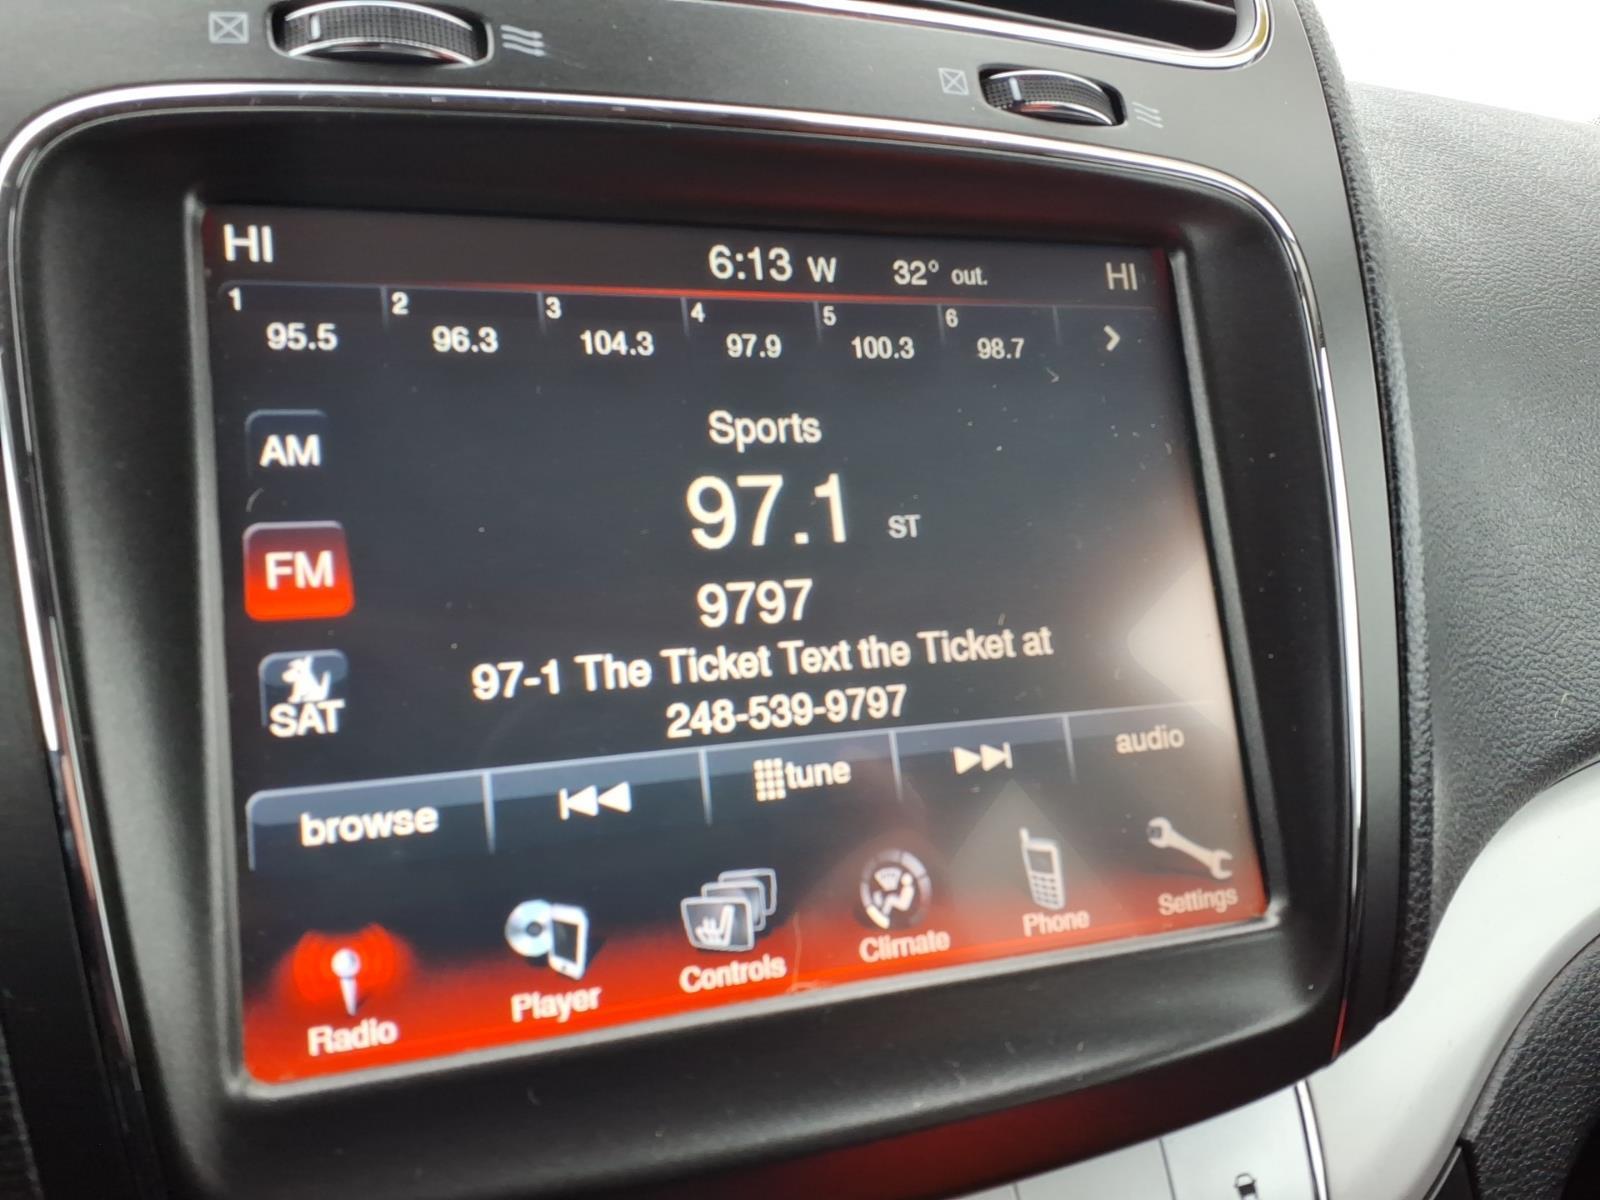 HI 6:13 W 32° out. HI
1 2 3 4 5 6
95.5 96.3 104.3 97.9 100.3 98.7
Sports
AM
97.1 ST
FM
9797
97-1 The Ticket Text the Ticket at
248-539-9797
SAT
browse tune audio
Radio Player Controls Climate Phone Settings